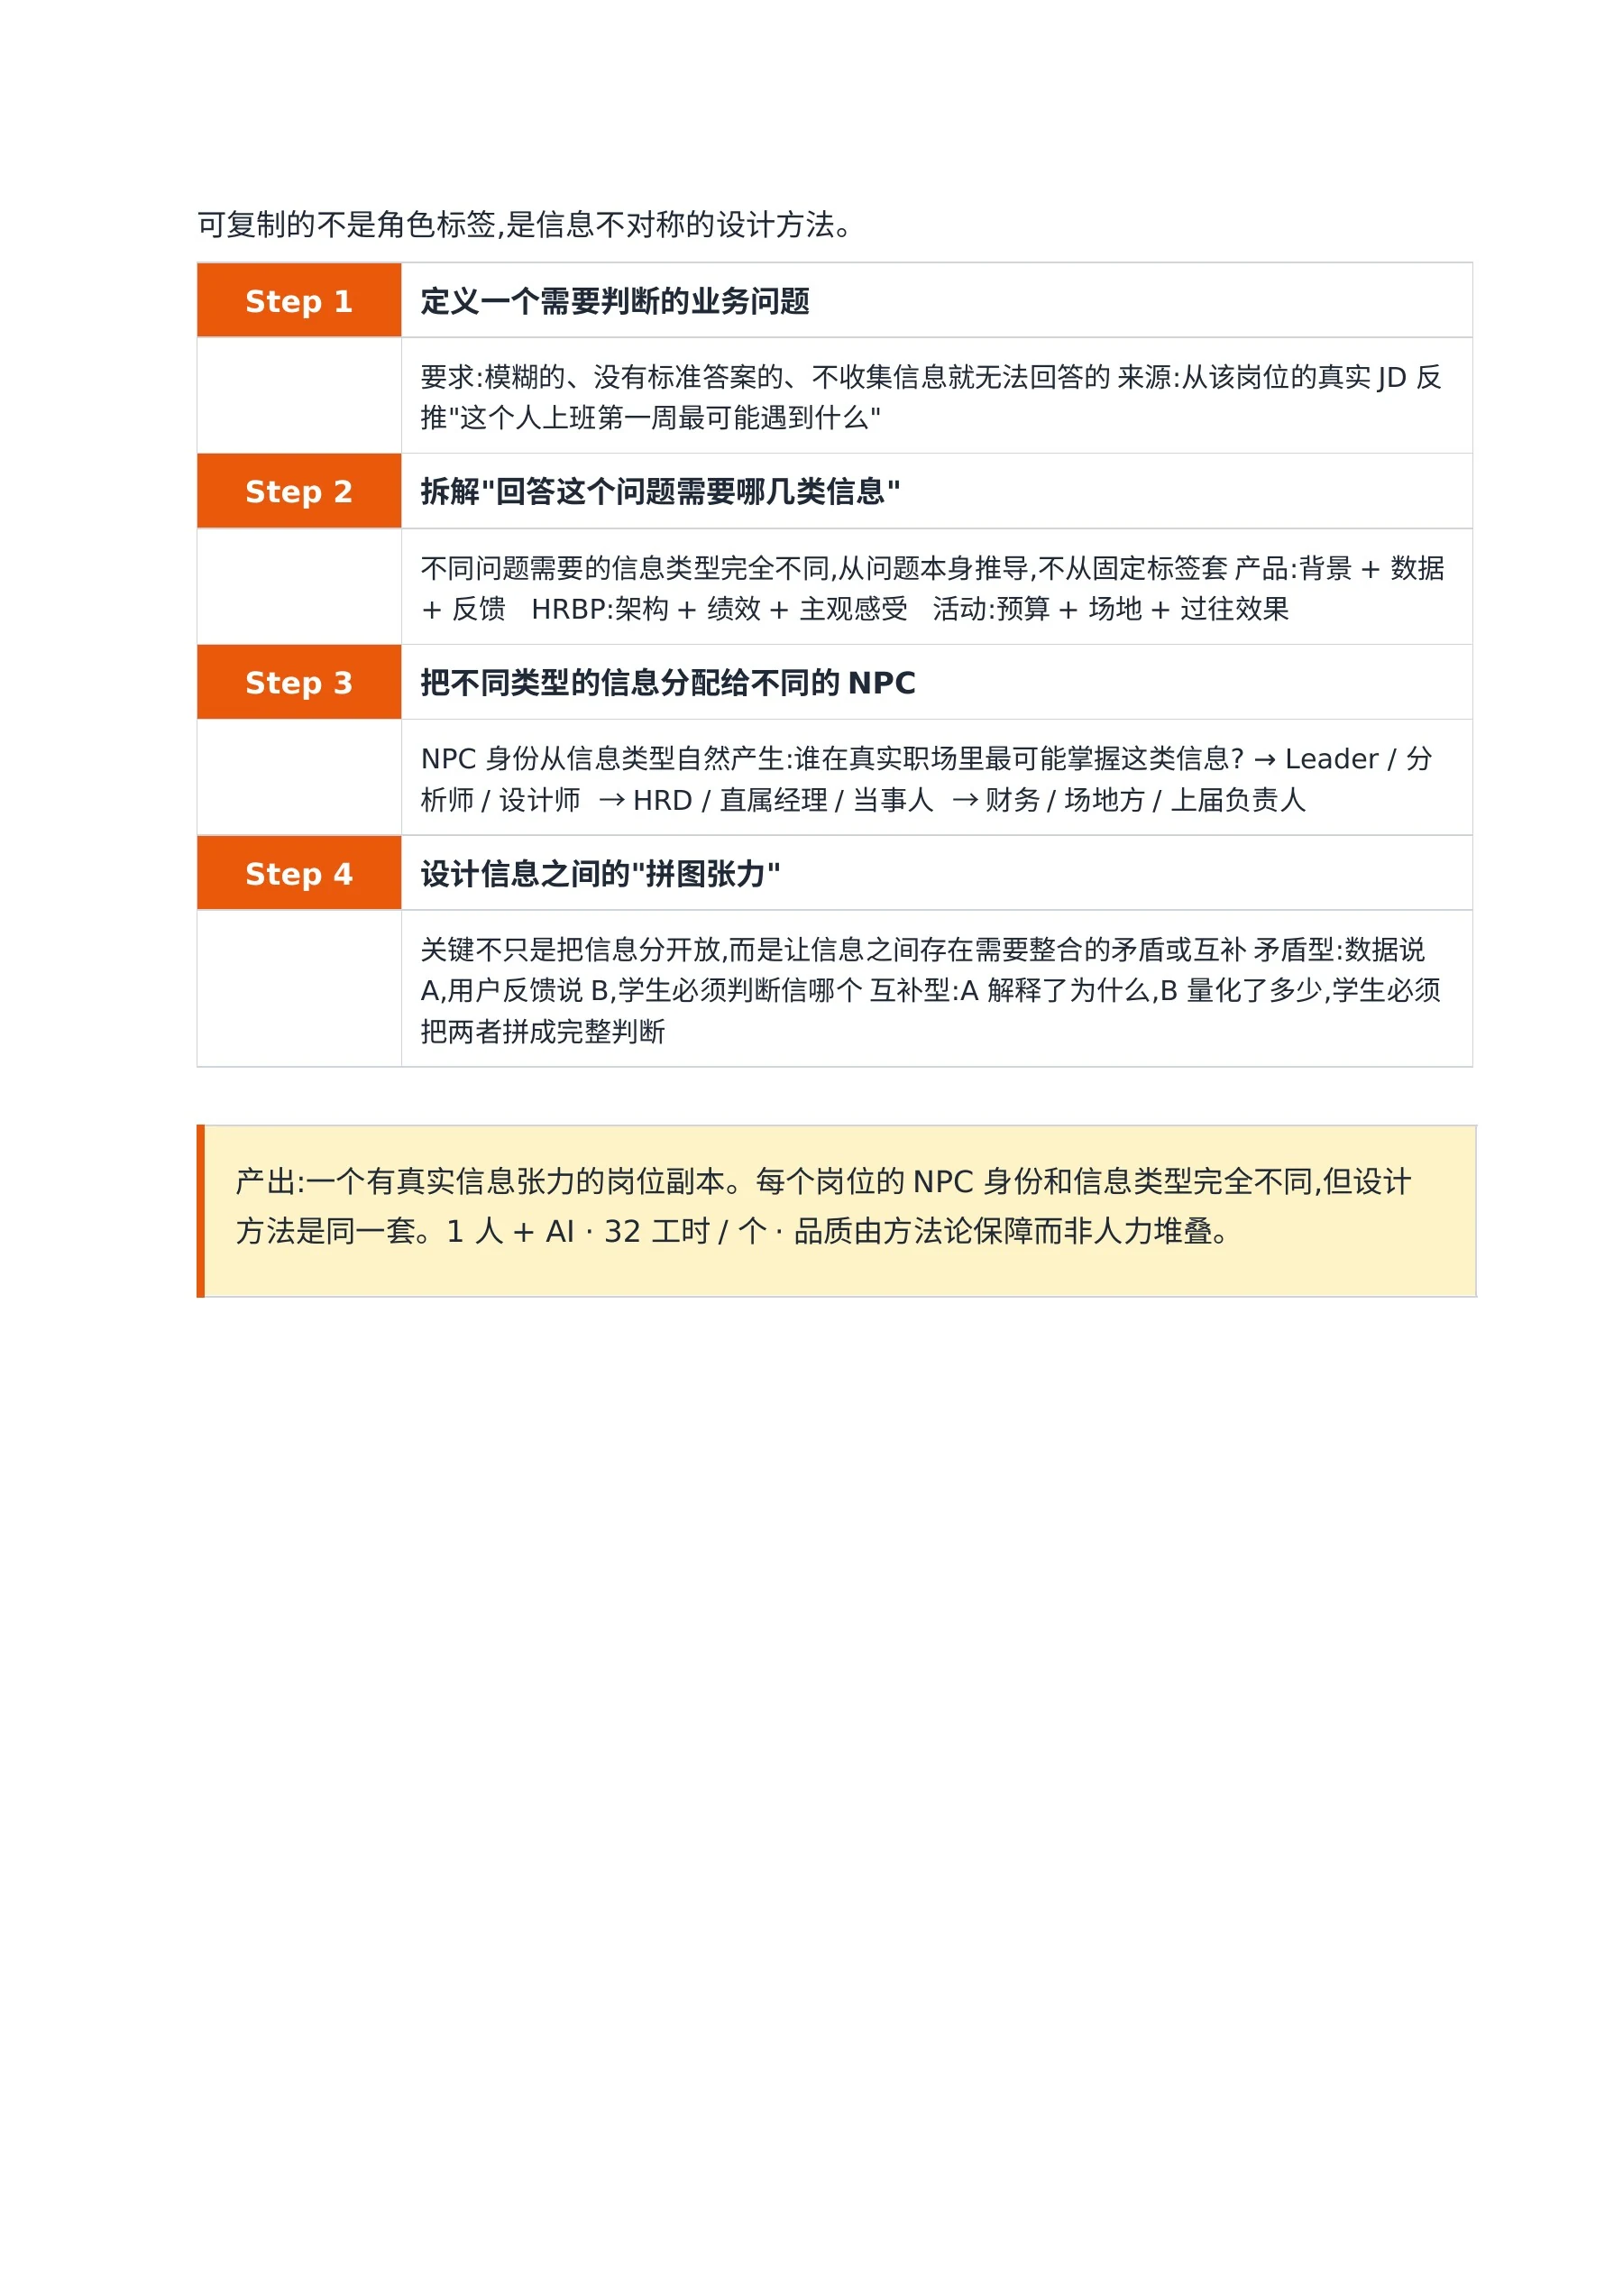 可复制的不是角色标签,是信息不对称的设计方法。
Step 1
定义一个需要判断的业务问题
要求:模糊的、没有标准答案的、不收集信息就无法回答的 来源:从该岗位的真实 JD 反
推"这个人上班第一周最可能遇到什么"
Step 2
拆解"回答这个问题需要哪几类信息"
不同问题需要的信息类型完全不同,从问题本身推导,不从固定标签套 产品:背景 + 数据
+ 反馈 HRBP:架构 + 绩效 + 主观感受 活动:预算 + 场地 + 过往效果
Step 3
把不同类型的信息分配给不同的 NPC
NPC 身份从信息类型自然产生:谁在真实职场里最可能掌握这类信息? → Leader / 分
析师 / 设计师 → HRD / 直属经理 / 当事人 → 财务 / 场地方 / 上届负责人
Step 4
设计信息之间的"拼图张力"
关键不只是把信息分开放,而是让信息之间存在需要整合的矛盾或互补 矛盾型:数据说
A,用户反馈说 B,学生必须判断信哪个 互补型:A 解释了为什么,B 量化了多少,学生必须
把两者拼成完整判断
产出:一个有真实信息张力的岗位副本。每个岗位的 NPC 身份和信息类型完全不同,但设计
方法是同一套。1 人 + AI · 32 工时 / 个 · 品质由方法论保障而非人力堆叠。